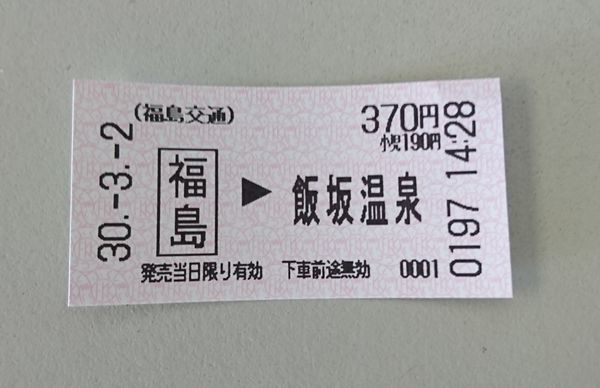 30.-3.-2
(福島交通)
370円
小児190円
福島 ▶ 飯坂温泉
発売当日限り有効 下車前途無効 0001
0197 14:28